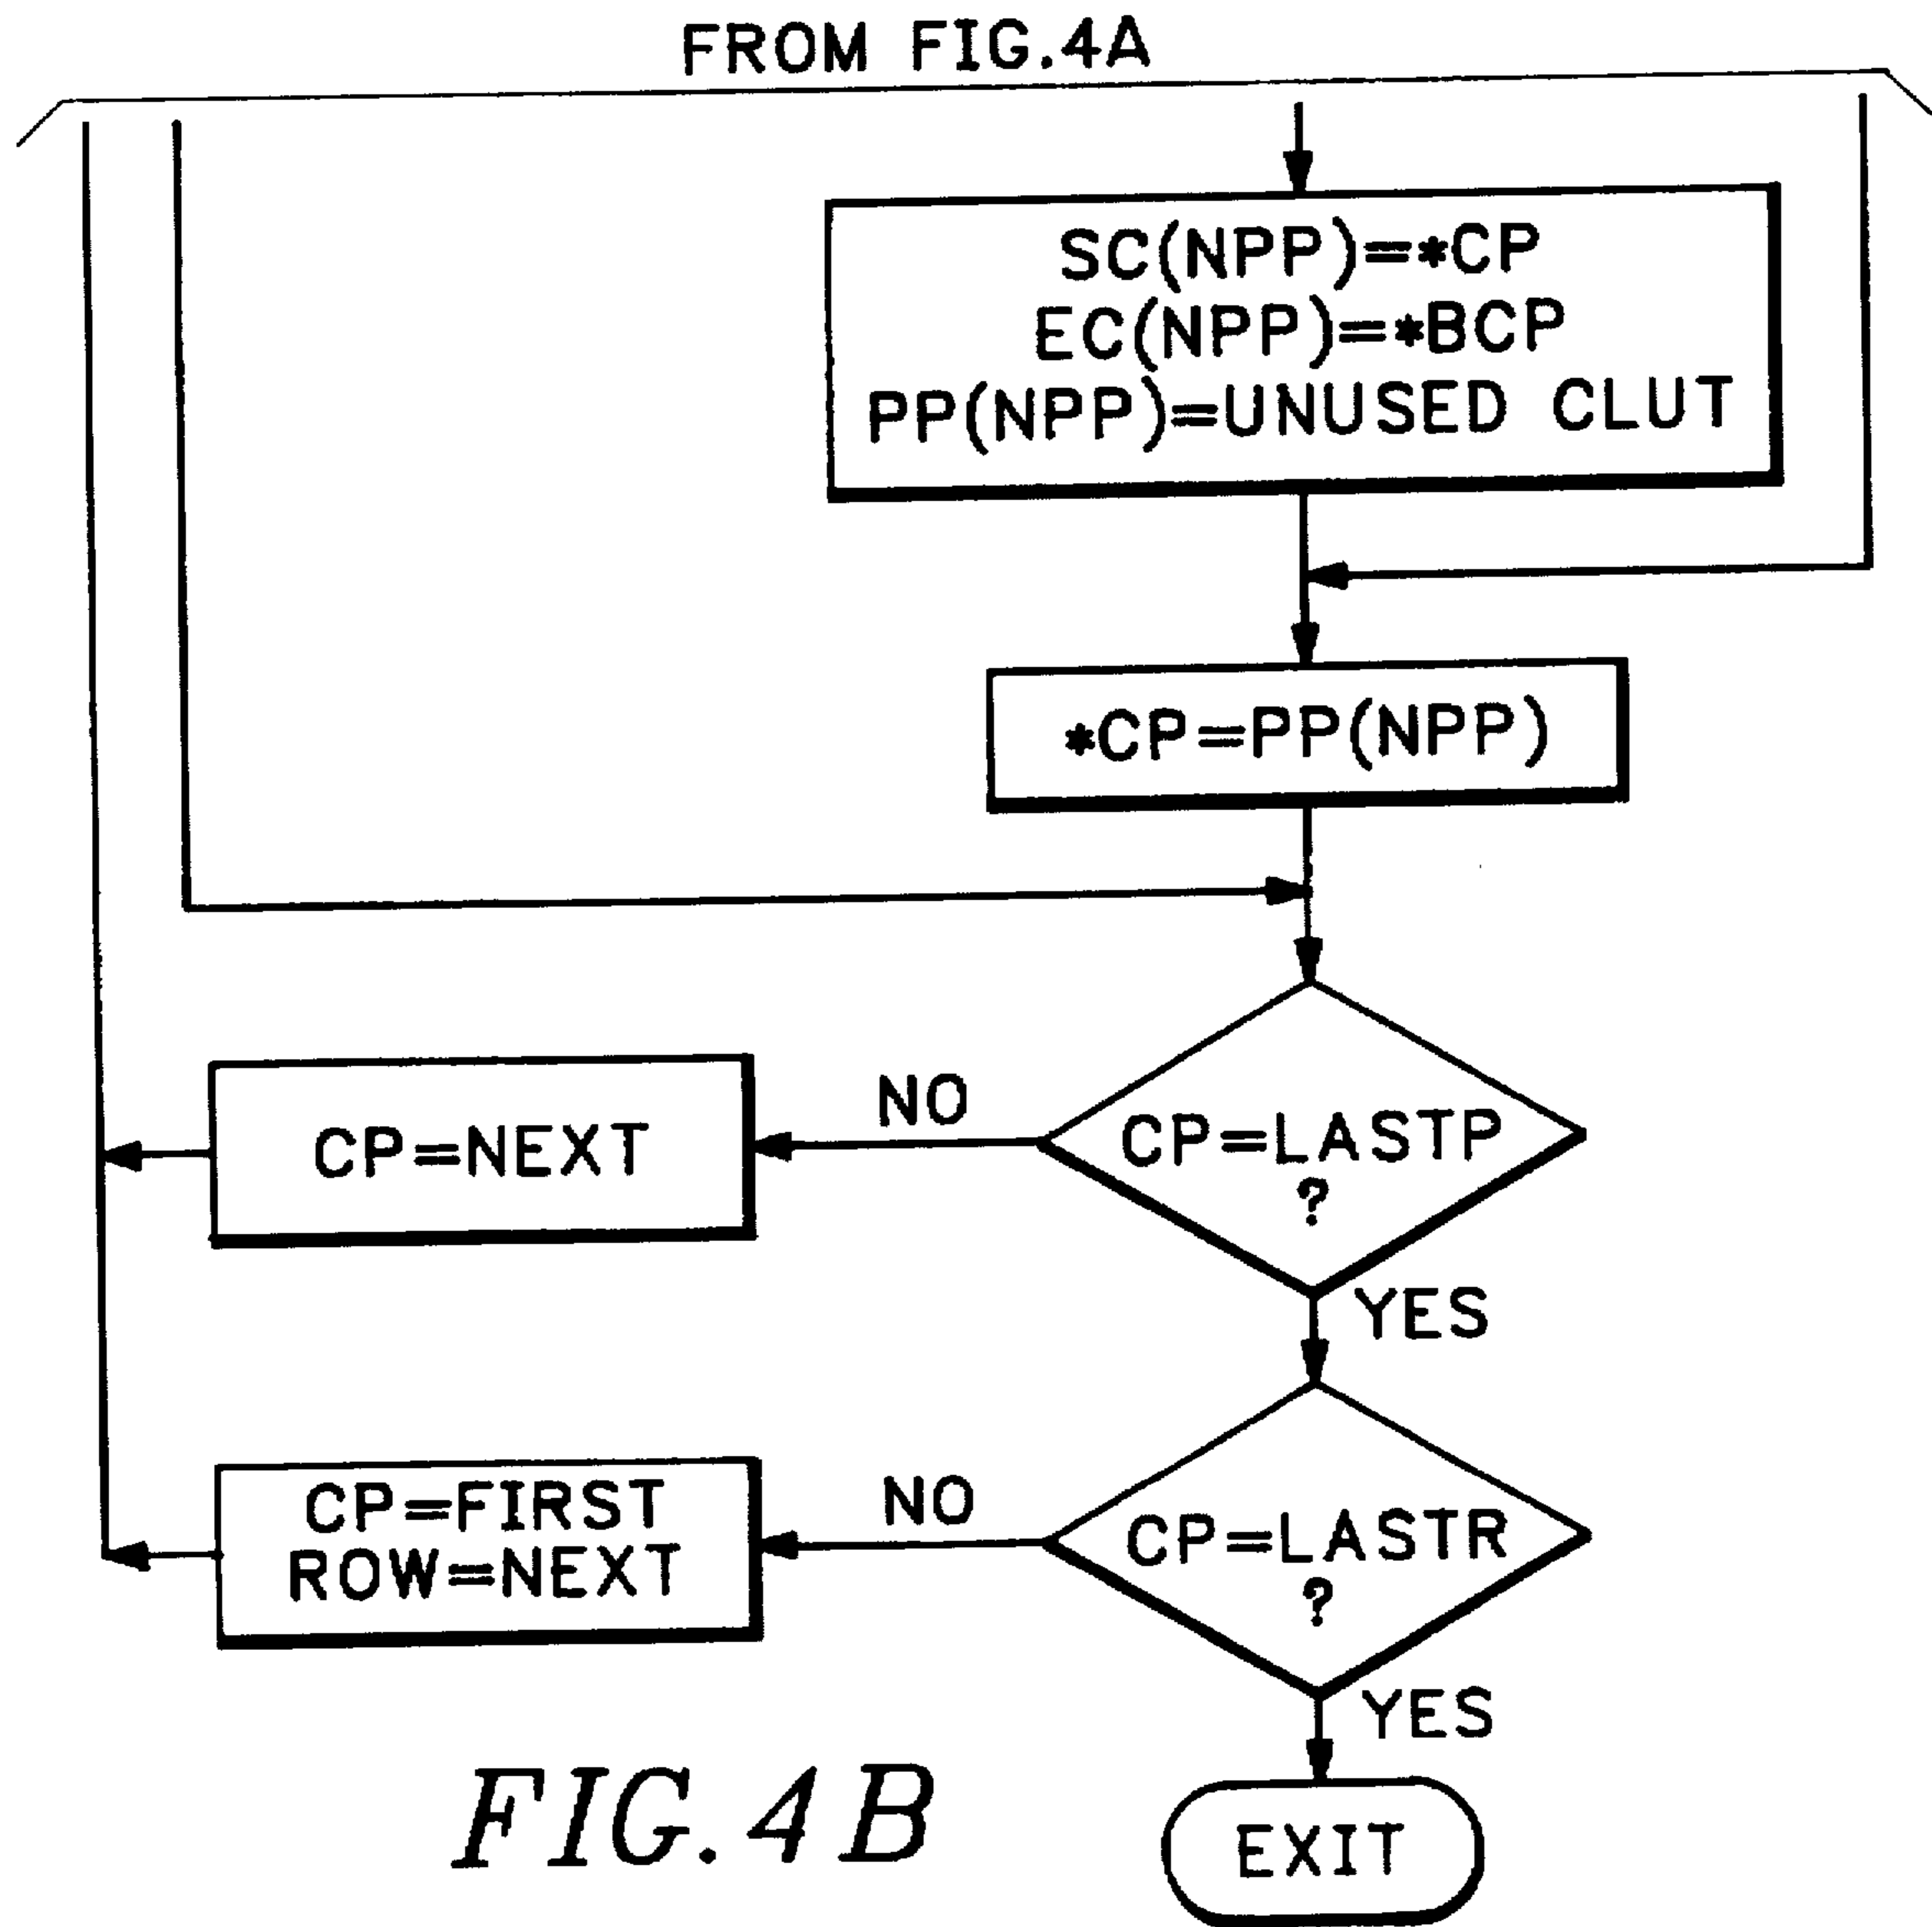 FROM FIG.4A
SC(NPP)=*CP
EC(NPP)=*BCP
PP(NPP)=UNUSED CLUT
*CP=PP(NPP)
NO
CP=LASTP
?
CP=NEXT
YES
NO
CP=LASTR
?
CP=FIRST
ROW=NEXT
YES
EXIT
FIG. 4B